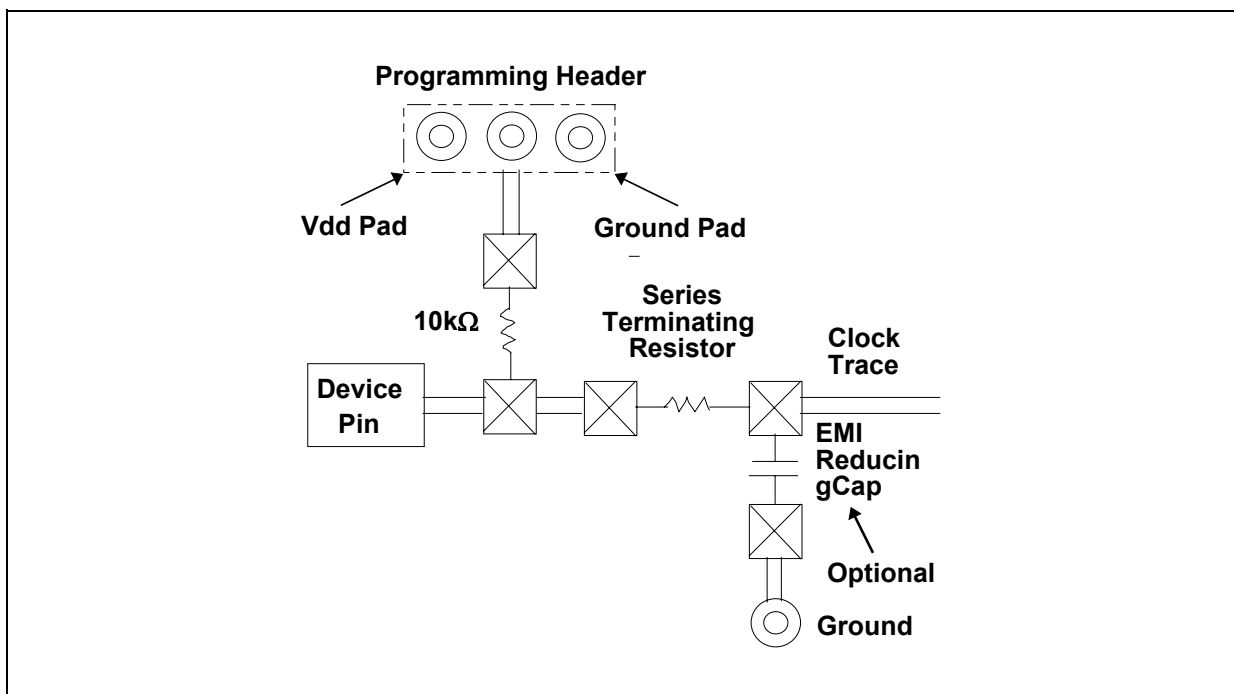 Programming Header
Vdd Pad
Ground Pad
10kΩ
Series
Terminating
Resistor
Clock
Trace
Device
Pin
EMI
Reducin
gCap
Optional
Ground